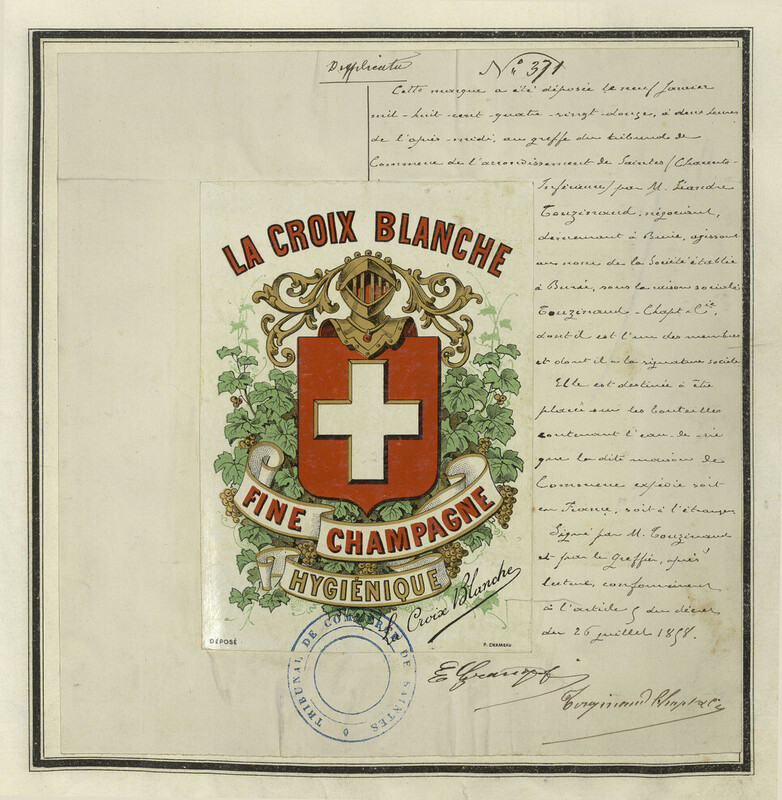 Duplicata
N° 371
Cette marque a été déposée le neuf Janvier
mil-huit-cent-quatre-vingt-douze, à deux heures
de l'après-midi, au greffe du tribunal de
Commerce de l'arrondissement de Saintes (Charente-
Inférieure) par M. Léandre
Touzinaud, négociant,
demeurant à Burie, agissant
au nom de la Société établie
à Burie, sous la raison sociale
Touzinaud-Chapt & Cie,
dont il est l'un des membres
et dont il a la signature sociale
Elle est destinée à être
placée sur les bouteilles
contenant l'eau-de-vie
que la dite maison de
Commerce expédie soit
en France, soit à l'étranger
Signé par M. Touzinaud
et par le Greffier, après
lecture, conformément
à l'article 5 du décret
du 26 juillet 1858.
LA CROIX BLANCHE
FINE CHAMPAGNE
HYGIÉNIQUE
La Croix Blanche
DÉPOSÉ
TRIBUNAL DE COMMERCE DE SAINTES
Touzinaud Chapt & Cie